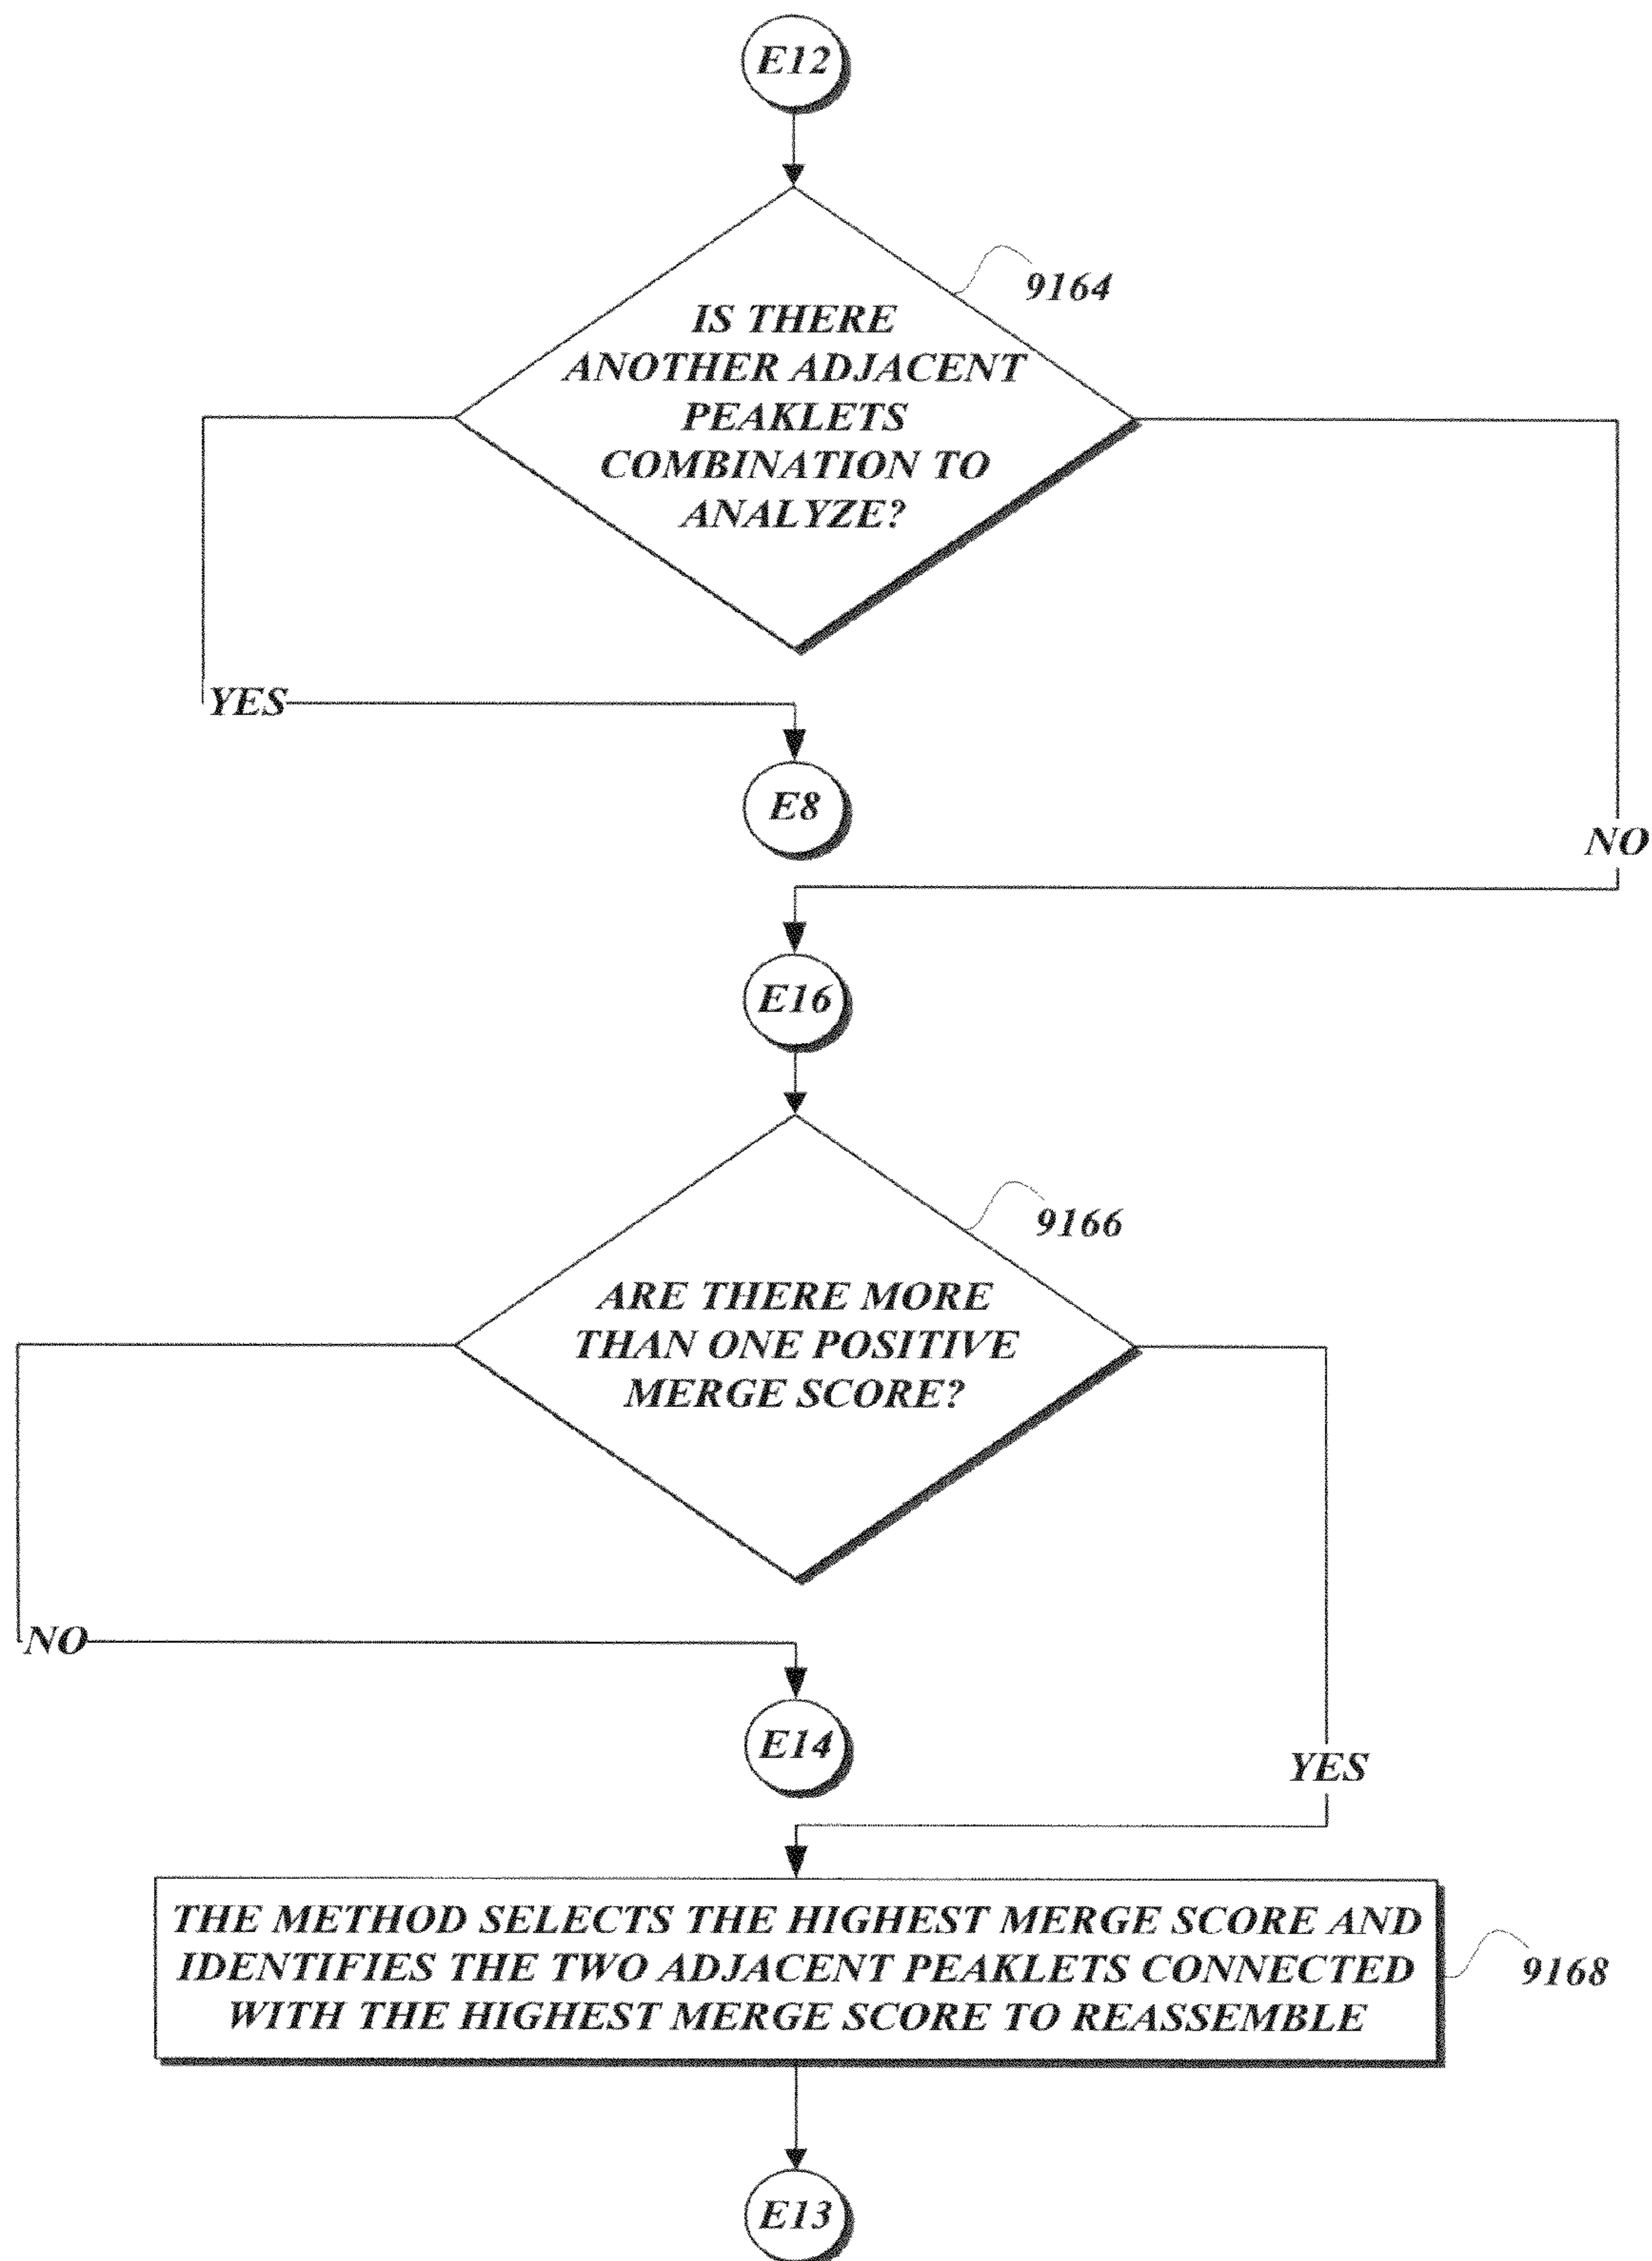 E12
9164
IS THERE
ANOTHER ADJACENT
PEAKLETS
COMBINATION TO
ANALYZE?
YES
E8
NO
E16
9166
ARE THERE MORE
THAN ONE POSITIVE
MERGE SCORE?
NO
E14
YES
THE METHOD SELECTS THE HIGHEST MERGE SCORE AND
IDENTIFIES THE TWO ADJACENT PEAKLETS CONNECTED
WITH THE HIGHEST MERGE SCORE TO REASSEMBLE
9168
E13